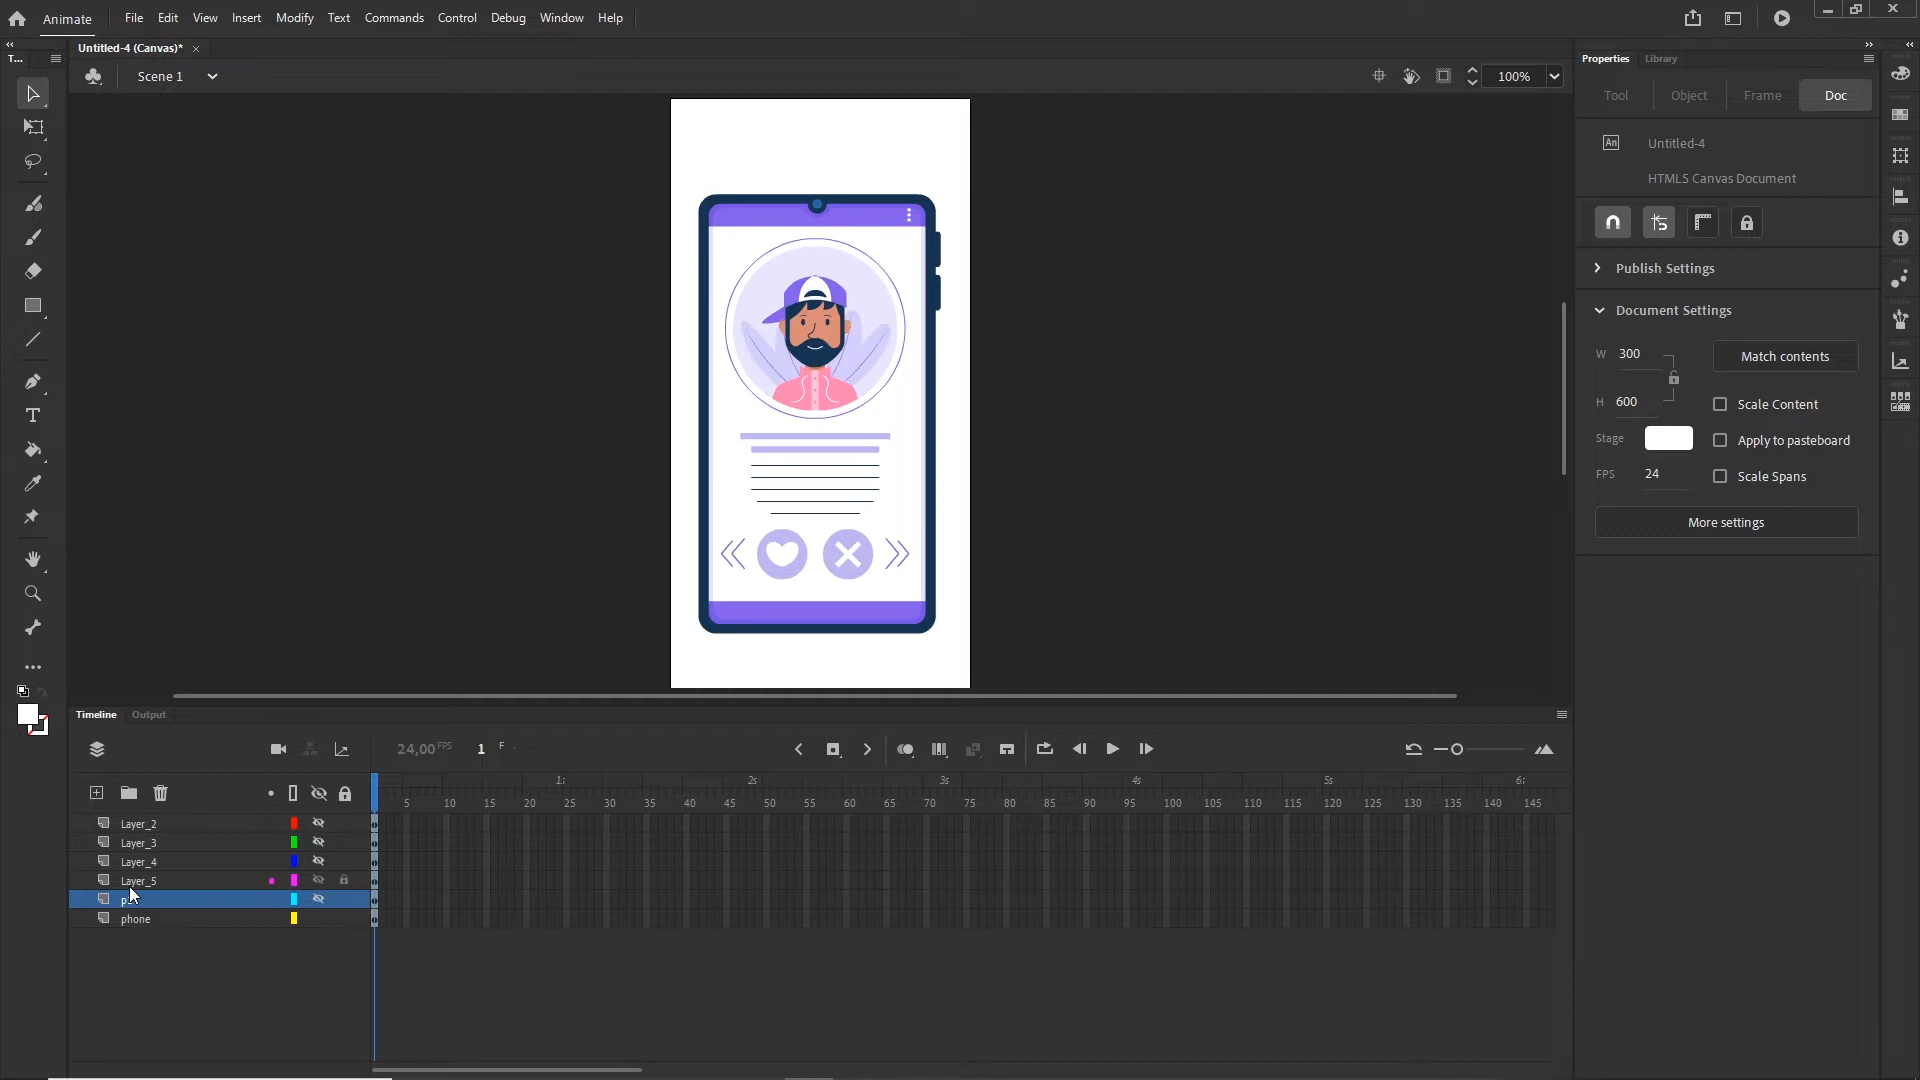 Animate File Edit View Insert Modify Text Commands Control Debug Window Help
Untitled-4 (Canvas)* ×
T...
Scene 1
100%
Properties Library
Tool Object Frame Doc
An Untitled-4
HTML5 Canvas Document
Publish Settings
Document Settings
W 300 Match contents
H 600 Scale Content
Stage Apply to pasteboard
FPS 24 Scale Spans
More settings
Timeline Output
24,00 FPS 1 F
1s 2s 3s 4s 5s 6s
5 10 15 20 25 30 35 40 45 50 55 60 65 70 75 80 85 90 95 100 105 110 115 120 125 130 135 140 145
Layer_2
Layer_3
Layer_4
Layer_5
phone